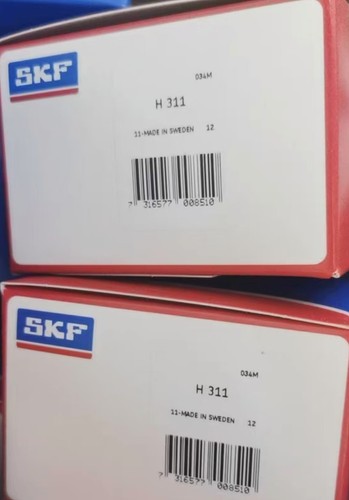 SKF
034M
H 311
11-MADE IN SWEDEN 12
7 316577 008510
SKF
034M
H 311
11-MADE IN SWEDEN 12
7 316577 008510